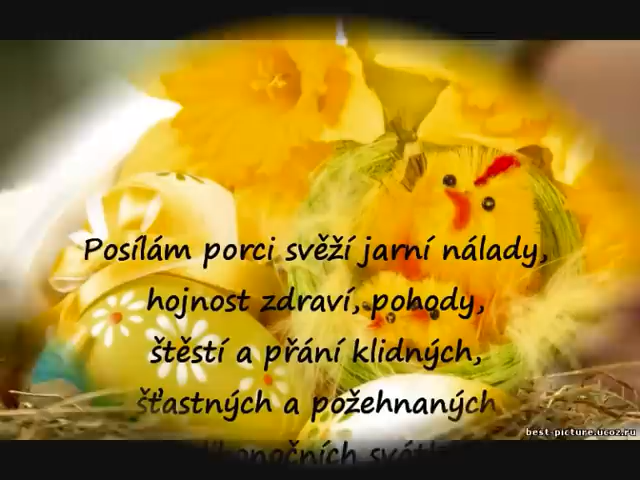 Posílám porci svěží jarní nálady,
hojnost zdraví, pohody,
štěstí a přání klidných,
šťastných a požehnaných
best-picture.ucoz.ru